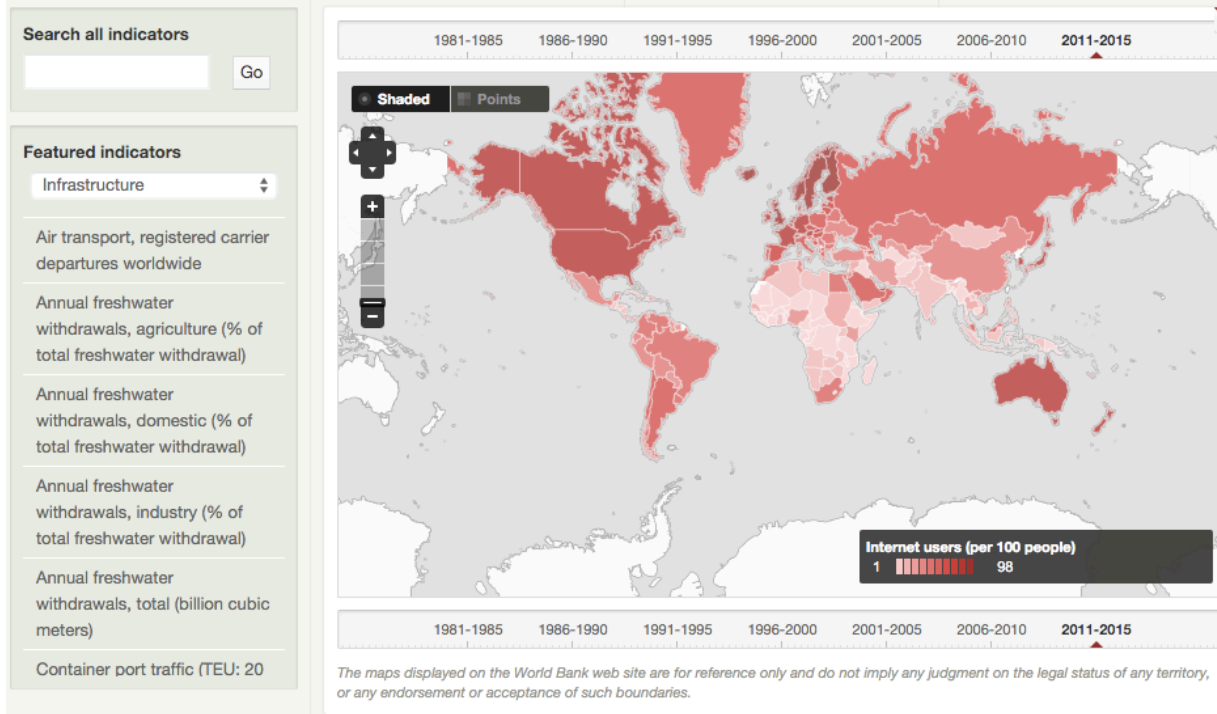 Search all indicators
Go
Featured indicators
Infrastructure
Air transport, registered carrier
departures worldwide
Annual freshwater
withdrawals, agriculture (% of
total freshwater withdrawal)
Annual freshwater
withdrawals, domestic (% of
total freshwater withdrawal)
Annual freshwater
withdrawals, industry (% of
total freshwater withdrawal)
Annual freshwater
withdrawals, total (billion cubic
meters)
Container port traffic (TEU: 20
1981-1985 1986-1990 1991-1995 1996-2000 2001-2005 2006-2010 2011-2015
Shaded Points
+
−
Internet users (per 100 people)
1 98
1981-1985 1986-1990 1991-1995 1996-2000 2001-2005 2006-2010 2011-2015
The maps displayed on the World Bank web site are for reference only and do not imply any judgment on the legal status of any territory,
or any endorsement or acceptance of such boundaries.